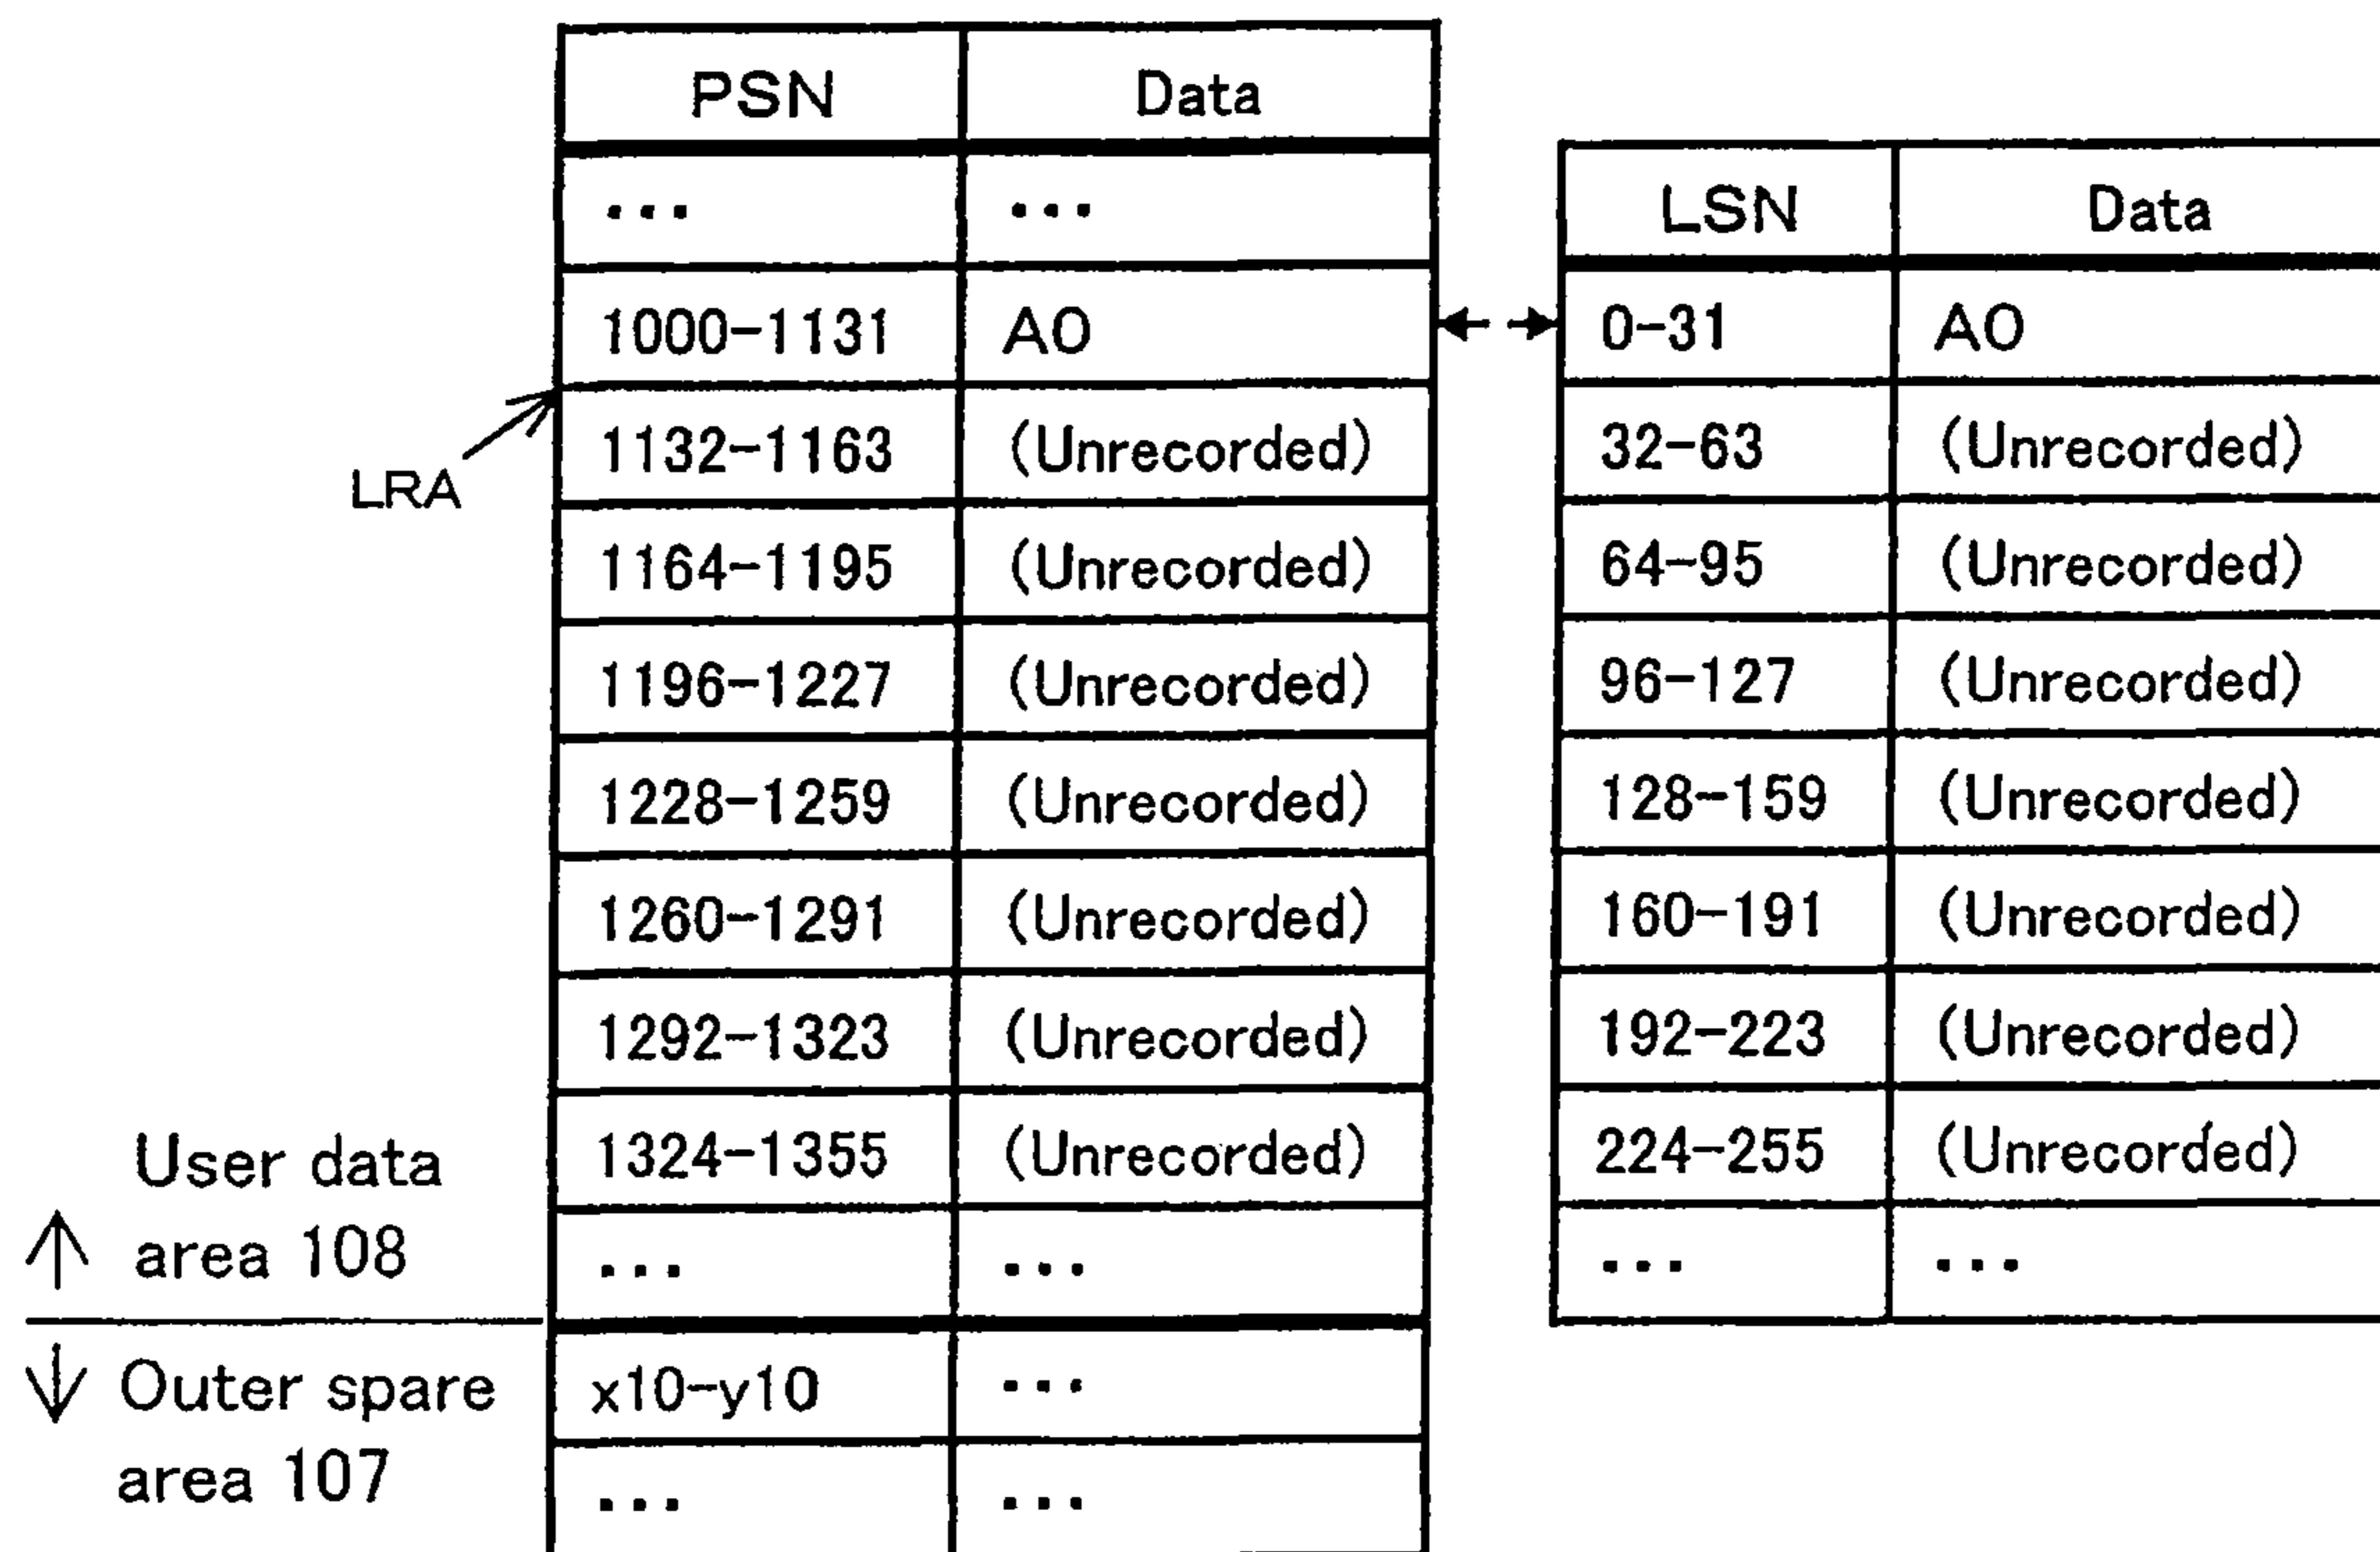 PSN Data
... ...
1000-1131 A0
1132-1163 (Unrecorded)
1164-1195 (Unrecorded)
1196-1227 (Unrecorded)
1228-1259 (Unrecorded)
1260-1291 (Unrecorded)
1292-1323 (Unrecorded)
1324-1355 (Unrecorded)
... ...
x10-y10 ...
... ...
LRA
User data
area 108
Outer spare
area 107
LSN Data
0-31 A0
32-63 (Unrecorded)
64-95 (Unrecorded)
96-127 (Unrecorded)
128-159 (Unrecorded)
160-191 (Unrecorded)
192-223 (Unrecorded)
224-255 (Unrecorded)
... ...